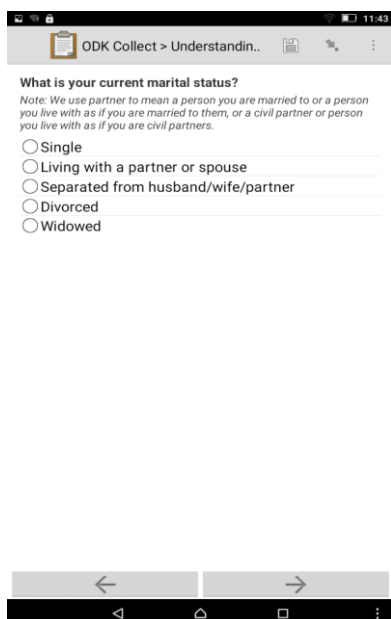 11:43
ODK Collect > Understandin..
What is your current marital status?
Note: We use partner to mean a person you are married to or a person
you live with as if you are married to them, or a civil partner or person
you live with as if you are civil partners.
Single
Living with a partner or spouse
Separated from husband/wife/partner
Divorced
Widowed